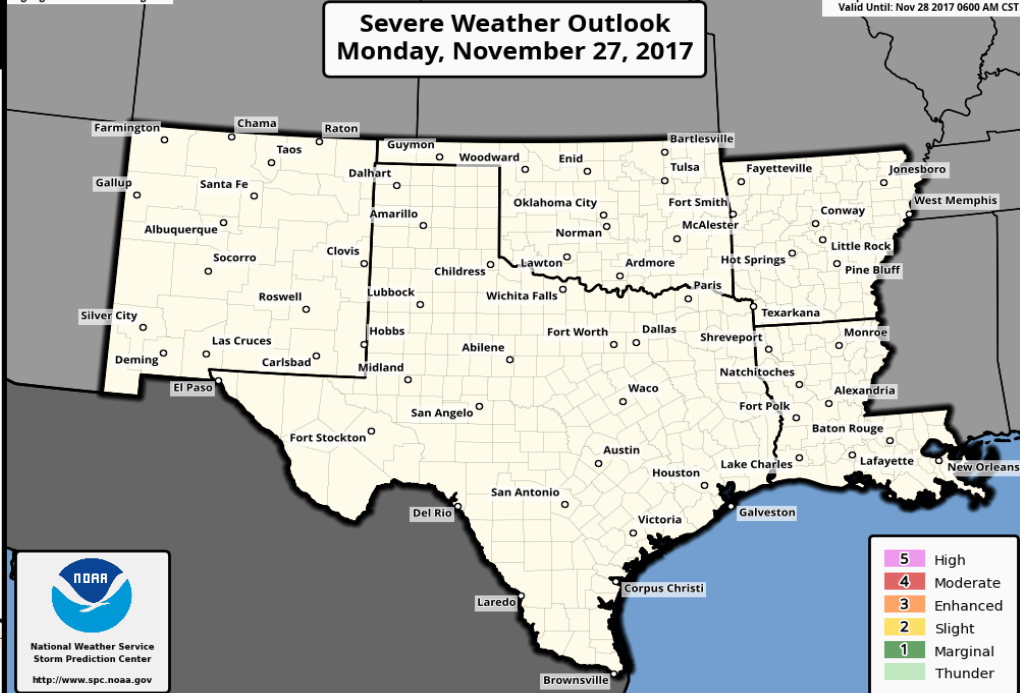 Valid Until: Nov 28 2017 0600 AM CST
Severe Weather Outlook
Monday, November 27, 2017
Farmington
Chama
Raton
Taos
Gallup
Santa Fe
Albuquerque
Socorro
Clovis
Roswell
Silver City
Las Cruces
Deming
Carlsbad
Hobbs
El Paso
Guymon
Woodward
Enid
Bartlesville
Tulsa
Dalhart
Amarillo
Oklahoma City
Norman
Fort Smith
McAlester
Childress
Lawton
Ardmore
Lubbock
Wichita Falls
Paris
Fayetteville
Jonesboro
West Memphis
Conway
Little Rock
Hot Springs
Pine Bluff
Texarkana
Fort Worth
Dallas
Shreveport
Monroe
Abilene
Midland
Natchitoches
Waco
Alexandria
San Angelo
Fort Polk
Fort Stockton
Baton Rouge
Austin
Lake Charles
Lafayette
New Orleans
Houston
San Antonio
Del Rio
Galveston
Victoria
Laredo
Corpus Christi
Brownsville
NOAA
National Weather Service
Storm Prediction Center
http://www.spc.noaa.gov
5 High
4 Moderate
3 Enhanced
2 Slight
1 Marginal
Thunder